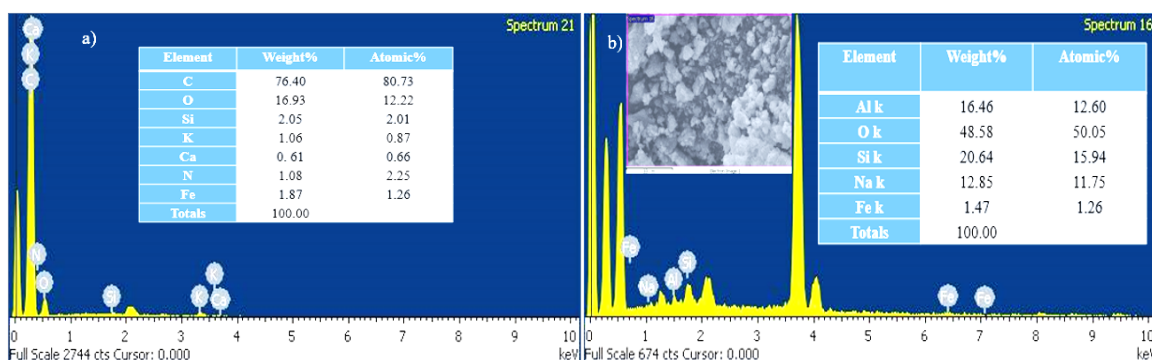 Spectrum 21
a)
Element Weight% Atomic%
C 76.40 80.73
O 16.93 12.22
Si 2.05 2.01
K 1.06 0.87
Ca 0. 61 0.66
N 1.08 2.25
Fe 1.87 1.26
Totals 100.00
Ca
K
C
N
O
Si
K
K
Ca
0 1 2 3 4 5 6 7 8 9 10
Full Scale 2744 cts Cursor: 0.000 keV
Spectrum 16
b)
Element Weight% Atomic%
Al k 16.46 12.60
O k 48.58 50.05
Si k 20.64 15.94
Na k 12.85 11.75
Fe k 1.47 1.26
Totals 100.00
Fe
Na
Al
Si
Fe
Fe
1 2 3 4 5 6 7 8 9 10
Full Scale 674 cts Cursor: 0.000 keV